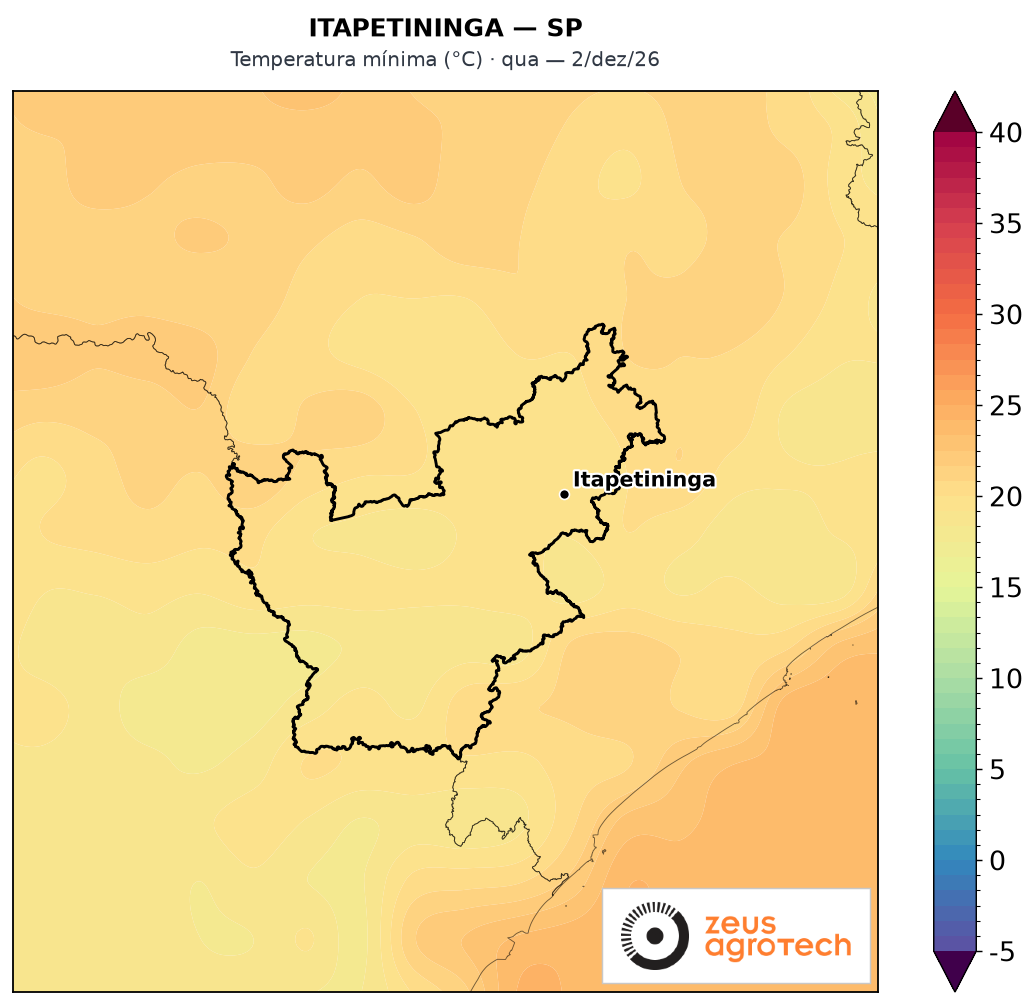 ITAPETININGA — SP
Temperatura mínima (°C) · qua — 2/dez/26
40
35
30
25
20
15
10
5
0
-5
Itapetininga
zeus
agrotech